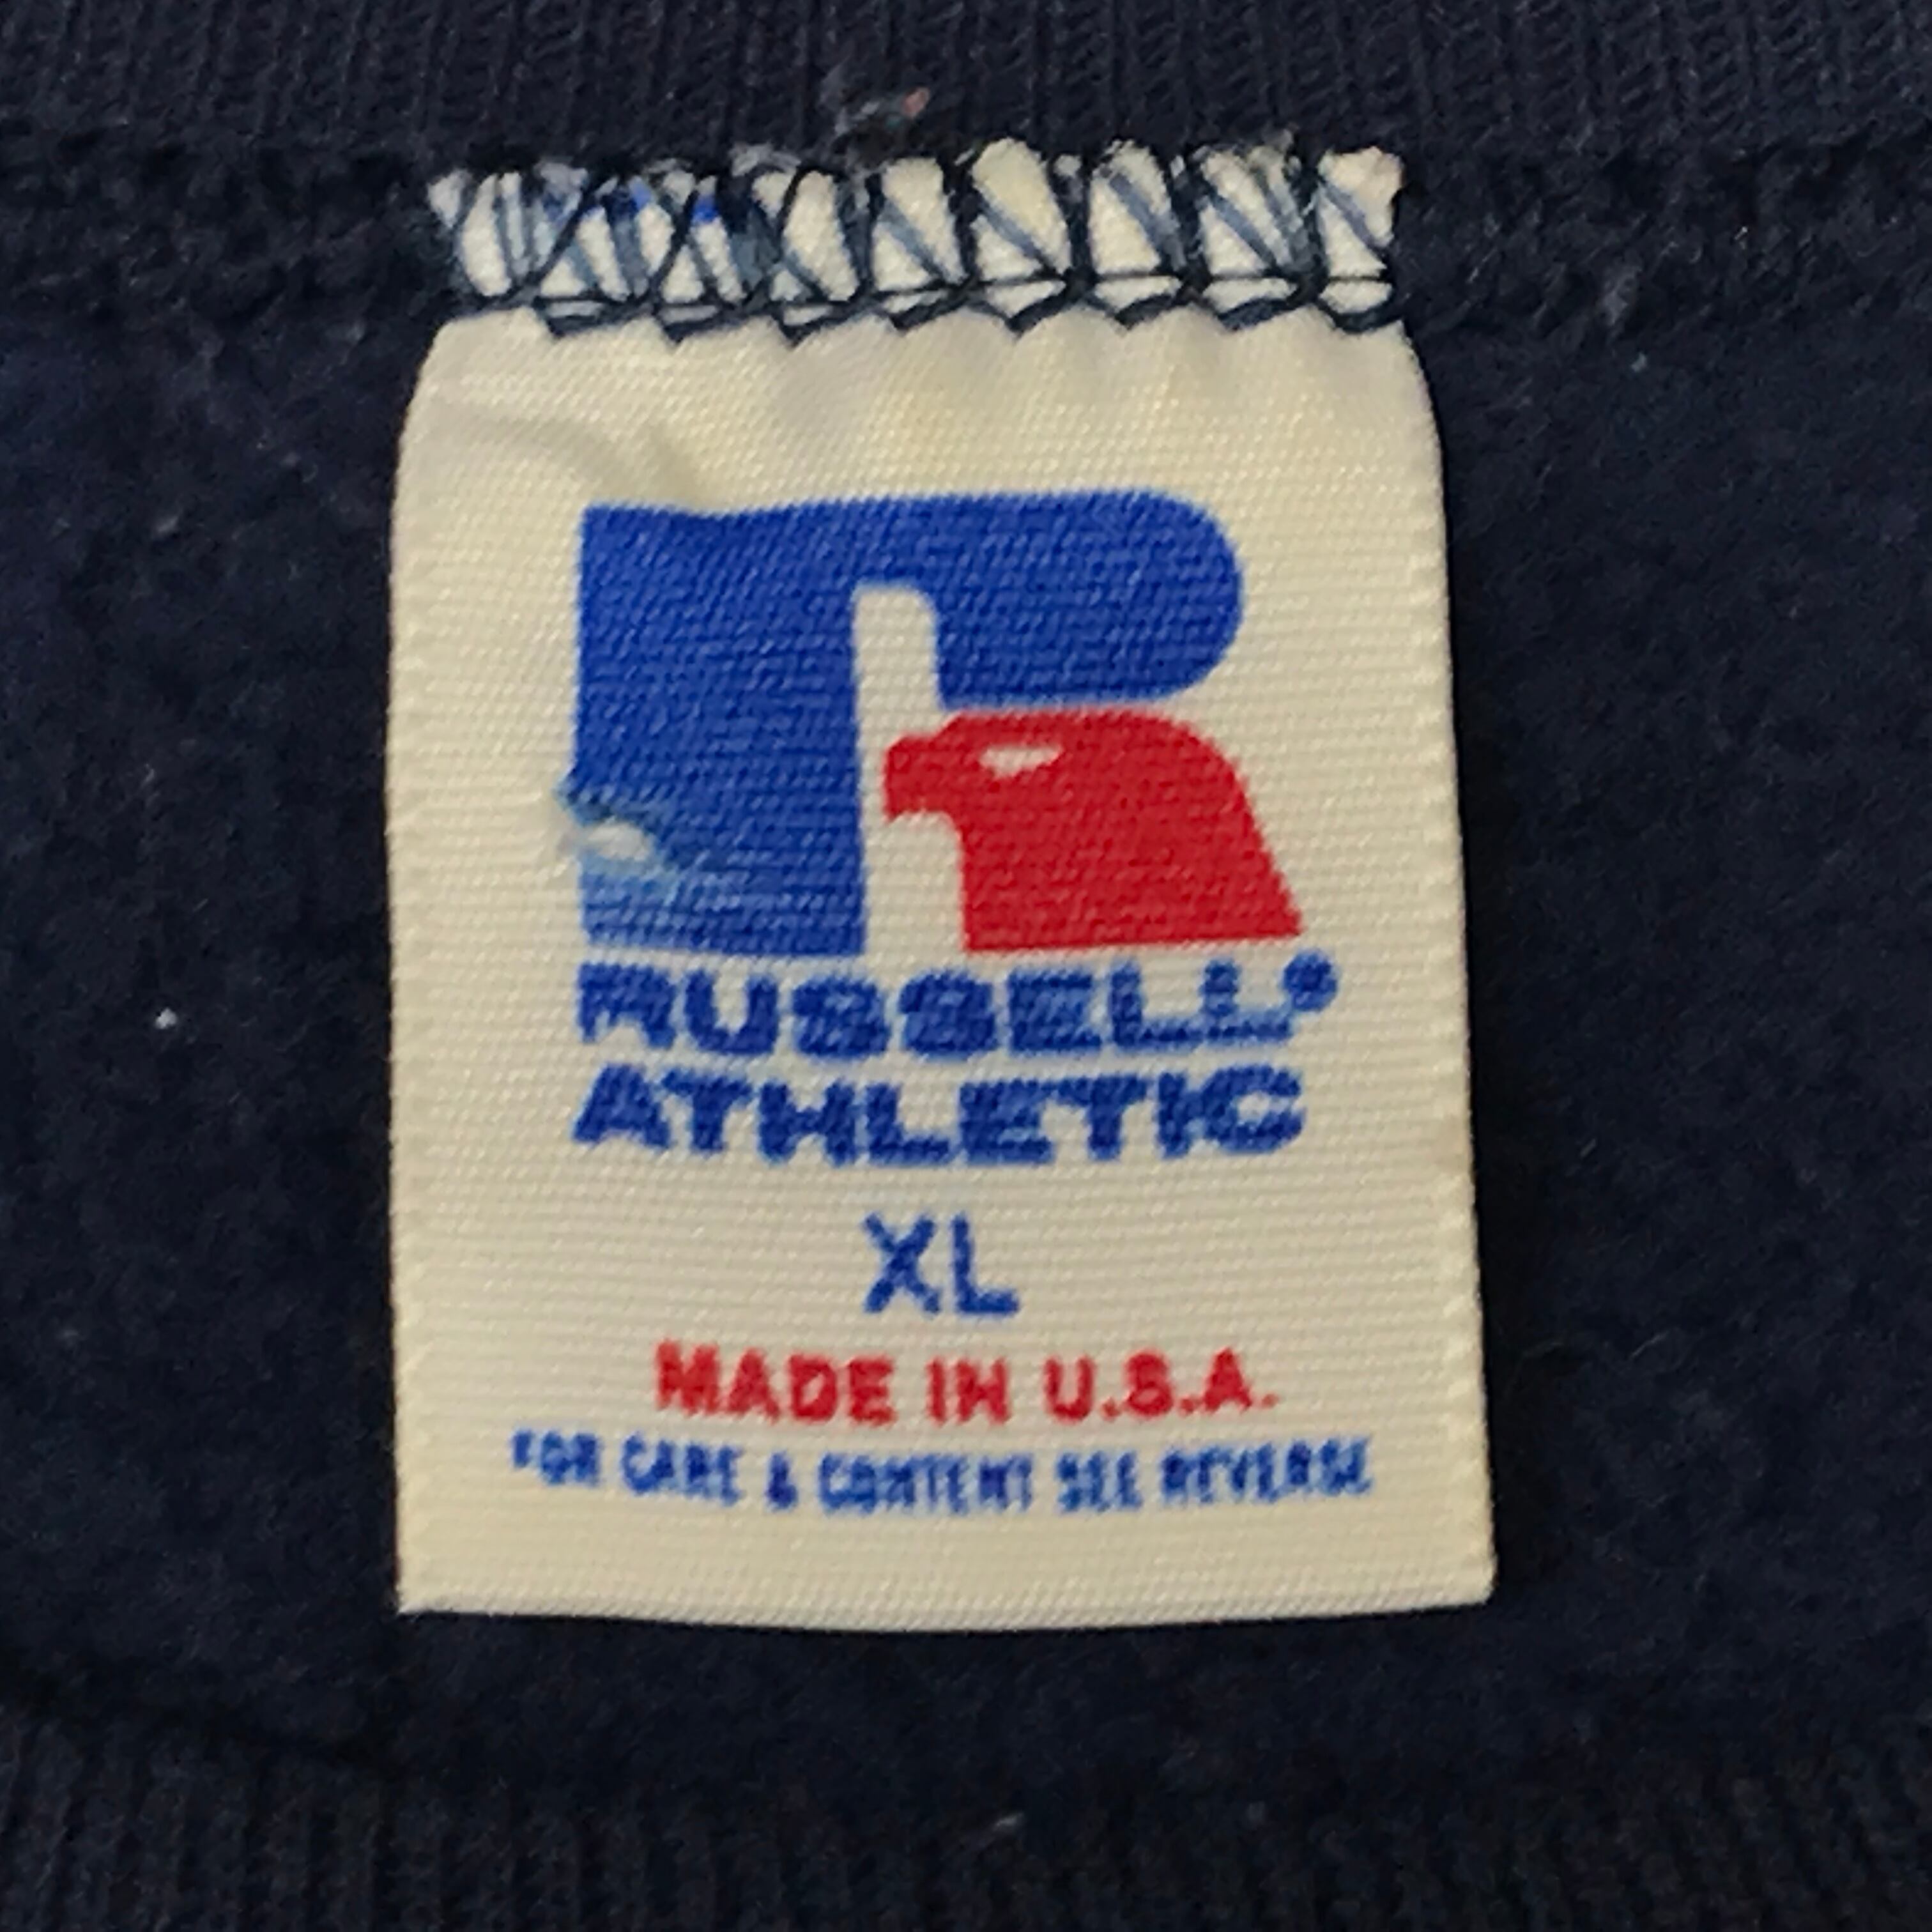 RUSSELL®
ATHLETIC
XL
MADE IN U.S.A.
FOR CARE & CONTENT SEE REVERSE